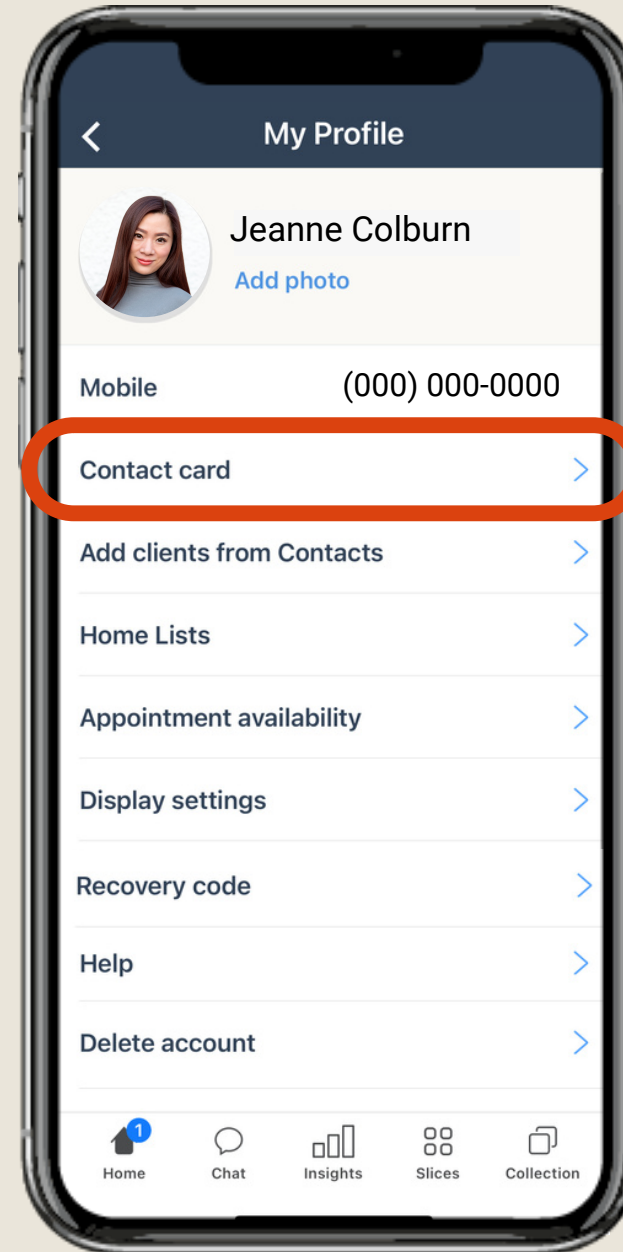 My Profile
Jeanne Colburn
Add photo
Mobile (000) 000-0000
Contact card
Add clients from Contacts
Home Lists
Appointment availability
Display settings
Recovery code
Help
Delete account
1
Home Chat Insights Slices Collection